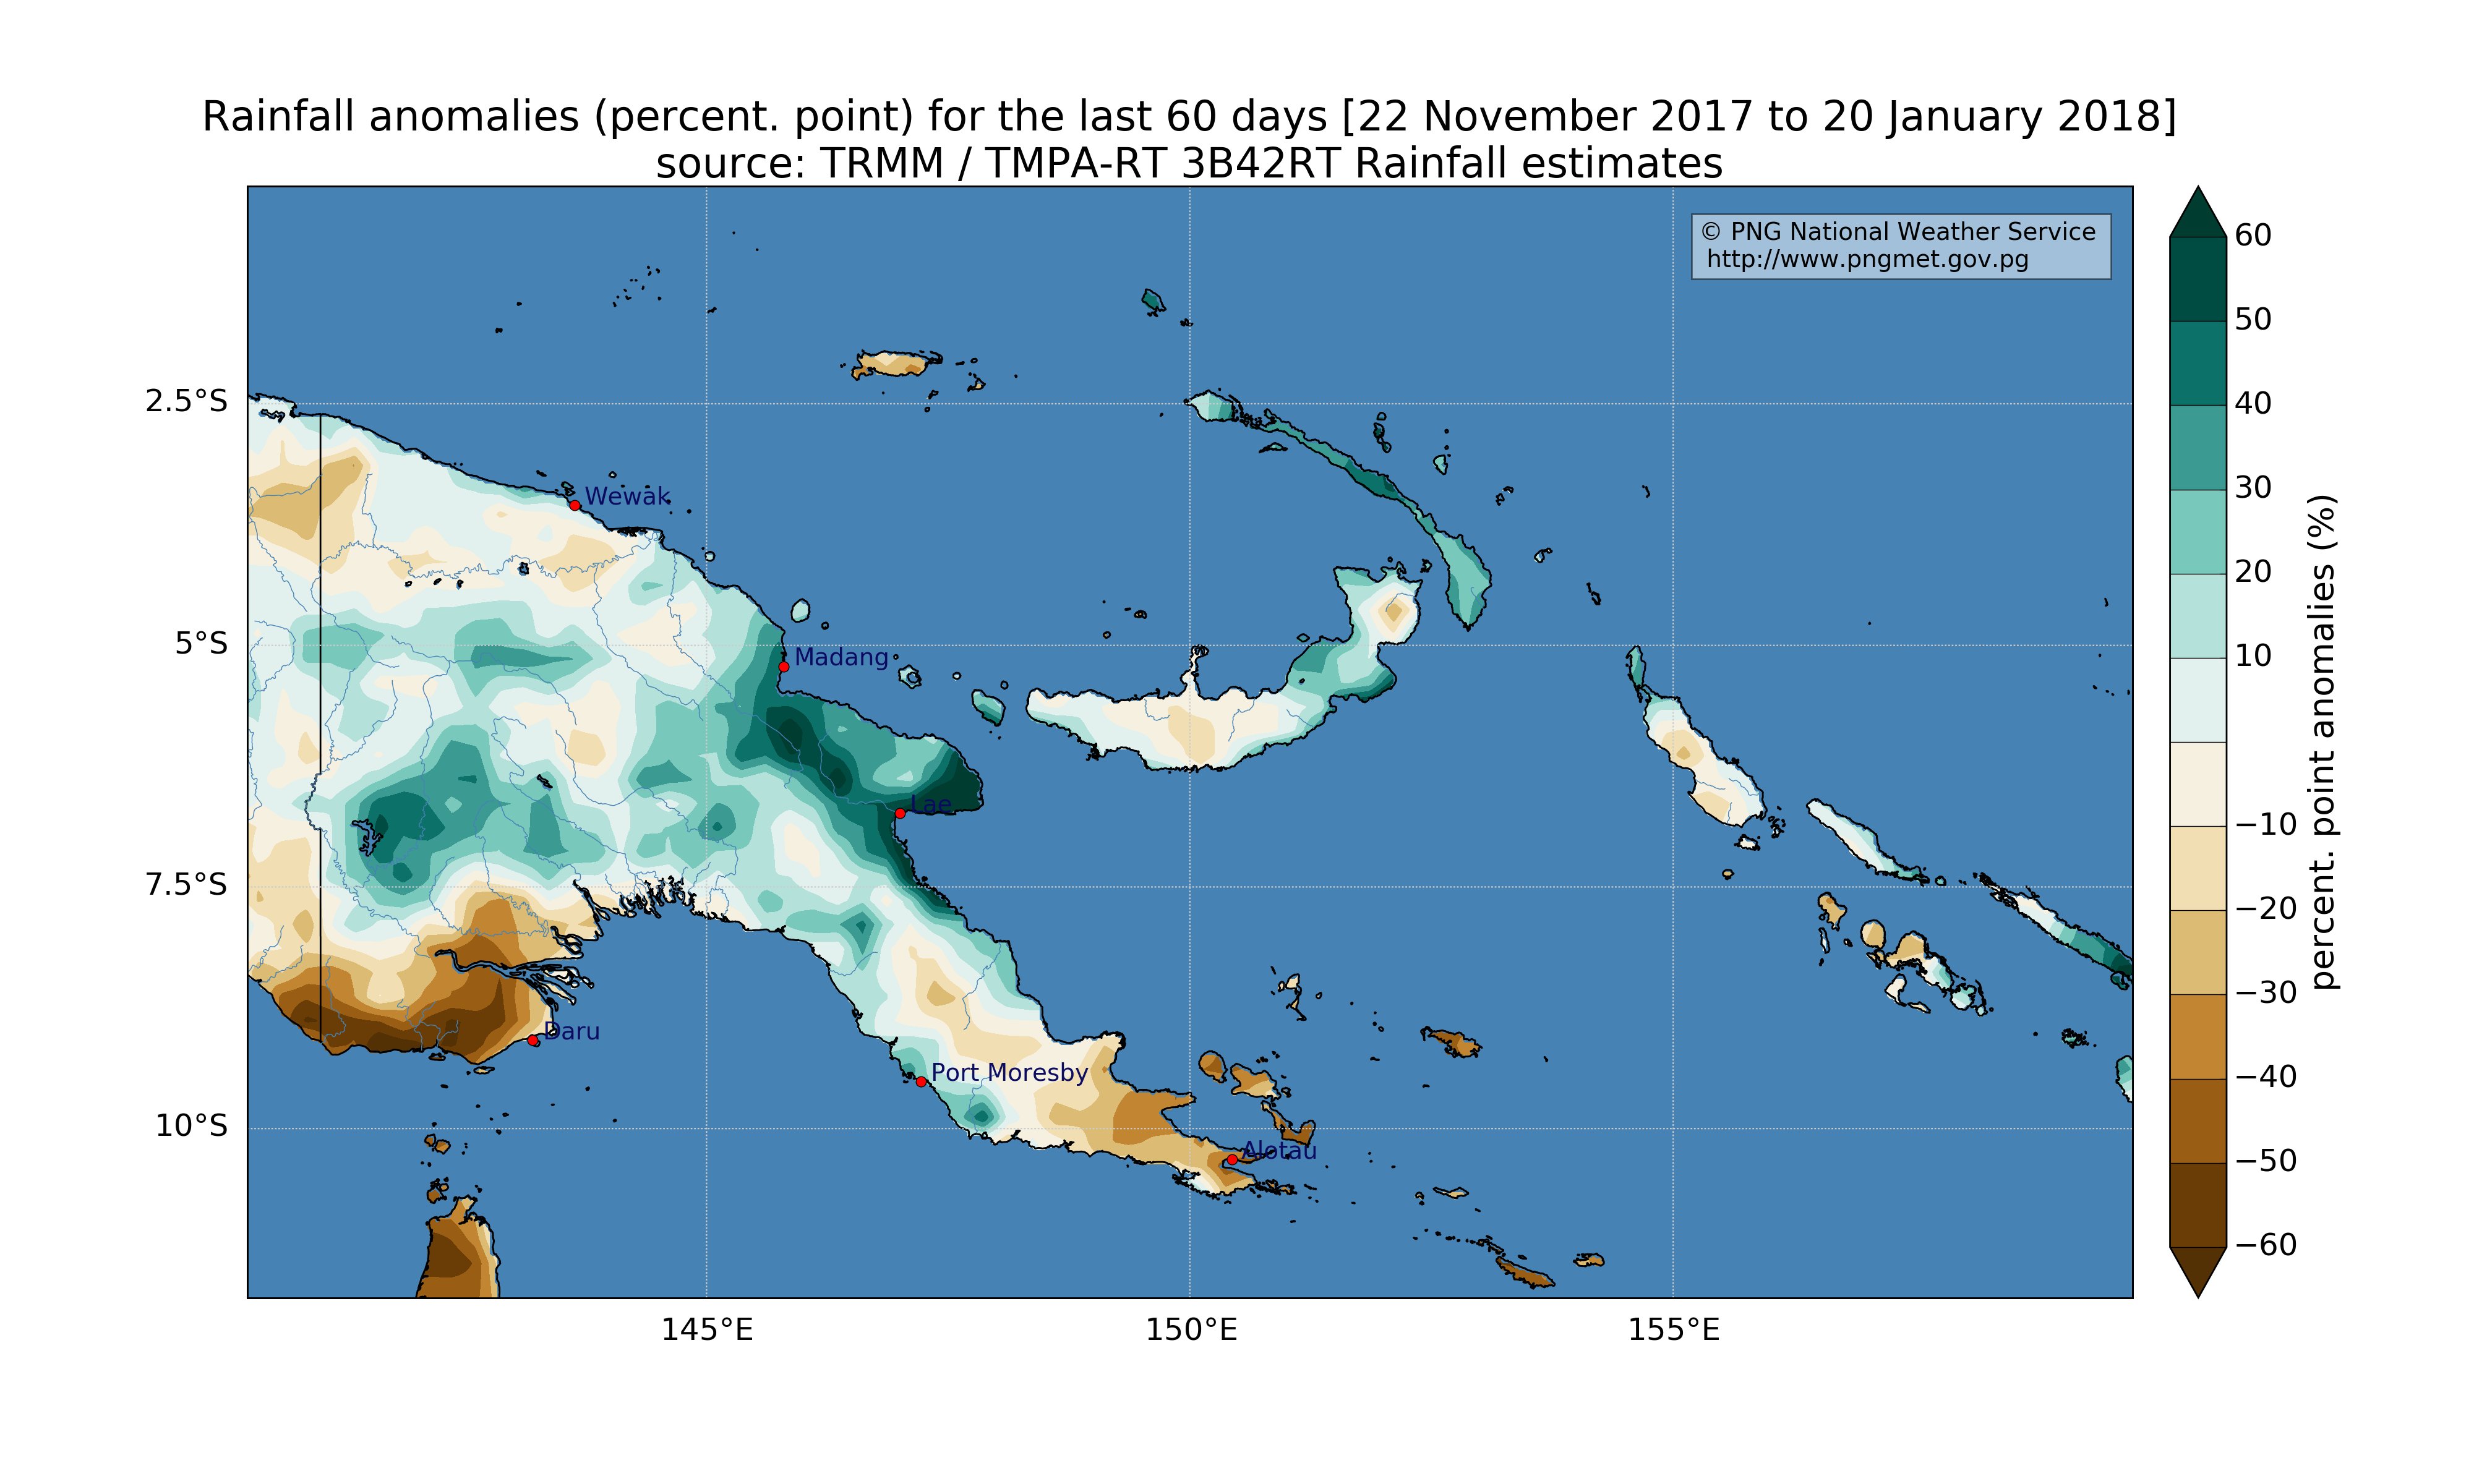 Rainfall anomalies (percent. point) for the last 60 days [22 November 2017 to 20 January 2018]
source: TRMM / TMPA-RT 3B42RT Rainfall estimates
© PNG National Weather Service
http://www.pngmet.gov.pg
2.5°S
5°S
7.5°S
10°S
Wewak
Madang
Lae
Daru
Port Moresby
Alotau
145°E
150°E
155°E
60
50
40
30
20
10
−10
−20
−30
−40
−50
−60
percent. point anomalies (%)